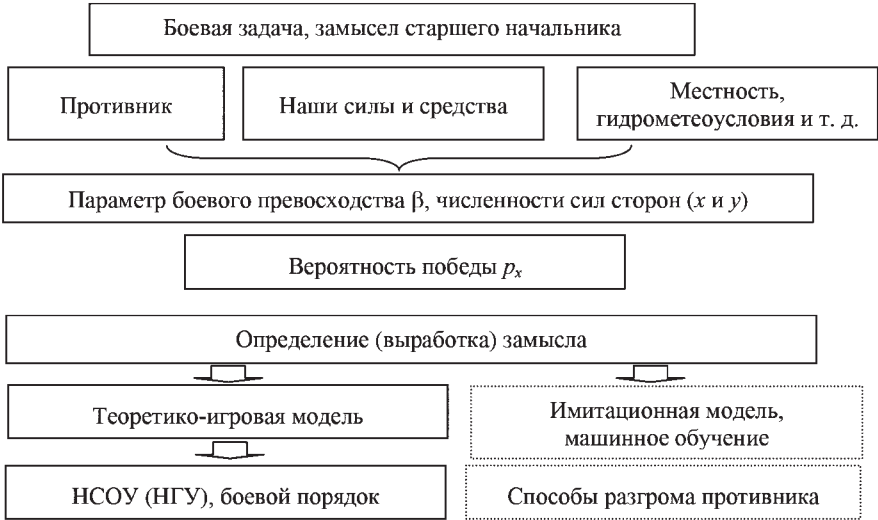 Боевая задача, замысел старшего начальника
Противник
Наши силы и средства
Местность,
гидрометеоусловия и т. д.
Параметр боевого превосходства β, численности сил сторон (x и y)
Вероятность победы pₓ
Определение (выработка) замысла
Теоретико-игровая модель
Имитационная модель,
машинное обучение
НСОУ (НГУ), боевой порядок
Способы разгрома противника